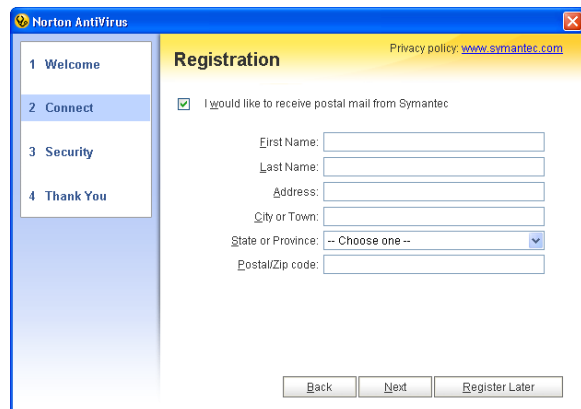 Norton AntiVirus
1 Welcome
2 Connect
3 Security
4 Thank You
Registration
Privacy policy: www.symantec.com
I would like to receive postal mail from Symantec
First Name:
Last Name:
Address:
City or Town:
State or Province: -- Choose one --
Postal/Zip code:
Back Next Register Later